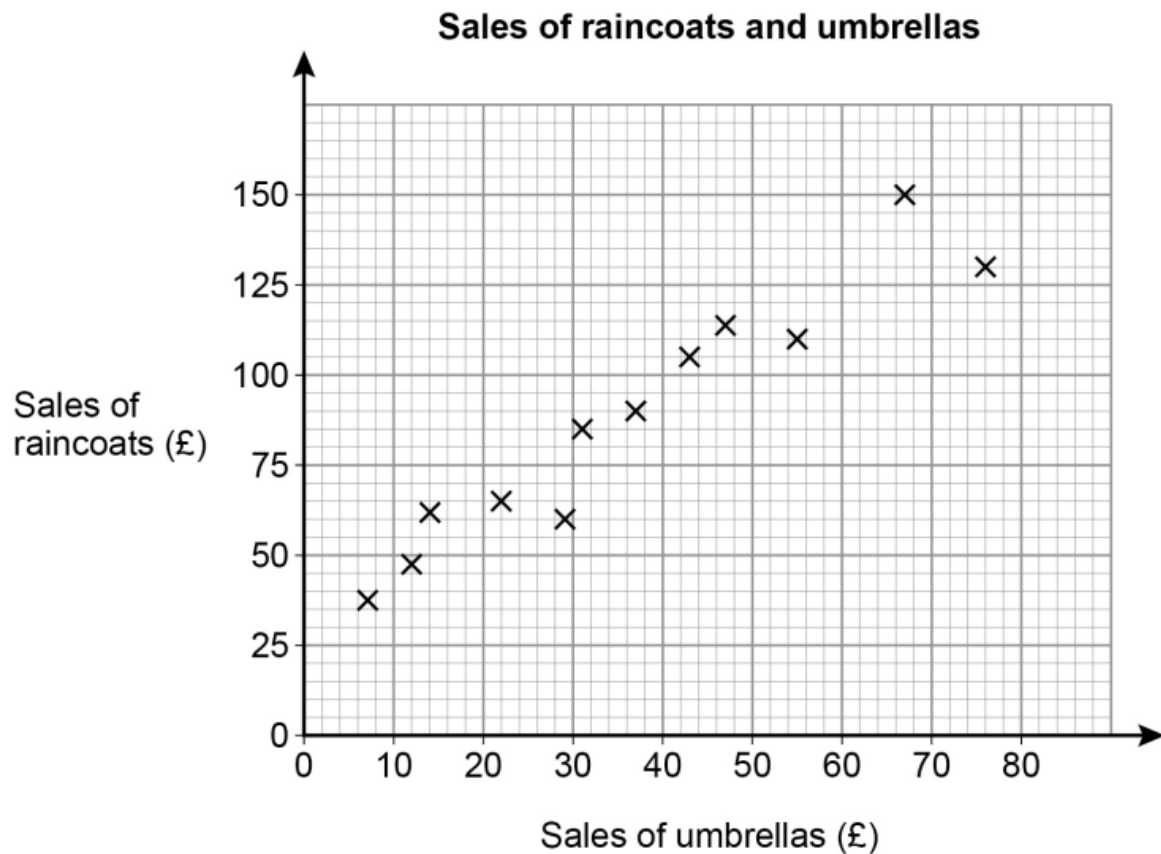 Sales of raincoats and umbrellas
150
125
100
Sales of
raincoats (£)
75
50
25
0
0 10 20 30 40 50 60 70 80
Sales of umbrellas (£)